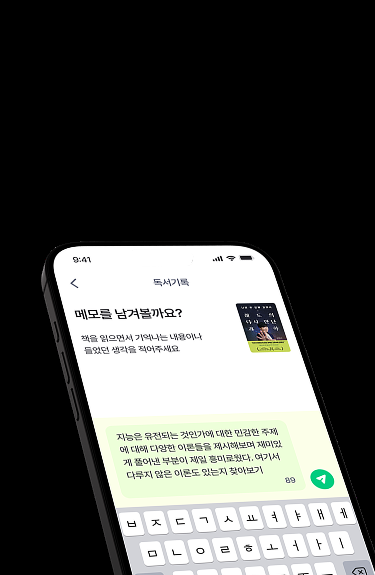 9:41
독서기록
메모를 남겨볼까요?
책을 읽으면서 기억나는 내용이나
들었던 생각을 적어주세요
지능은 유전되는 것인가에 대한 민감한 주제
에 대해 다양한 이론들을 제시해보며 재미있
게 풀어낸 부분이 제일 흥미로웠다. 여기서
다루지 않은 이론도 있는지 찾아보기
89
ㅂ ㅈ ㄷ ㄱ ㅅ ㅛ ㅕ ㅑ ㅐ ㅔ
ㅁ ㄴ ㅇ ㄹ ㅎ ㅗ ㅓ ㅏ ㅣ